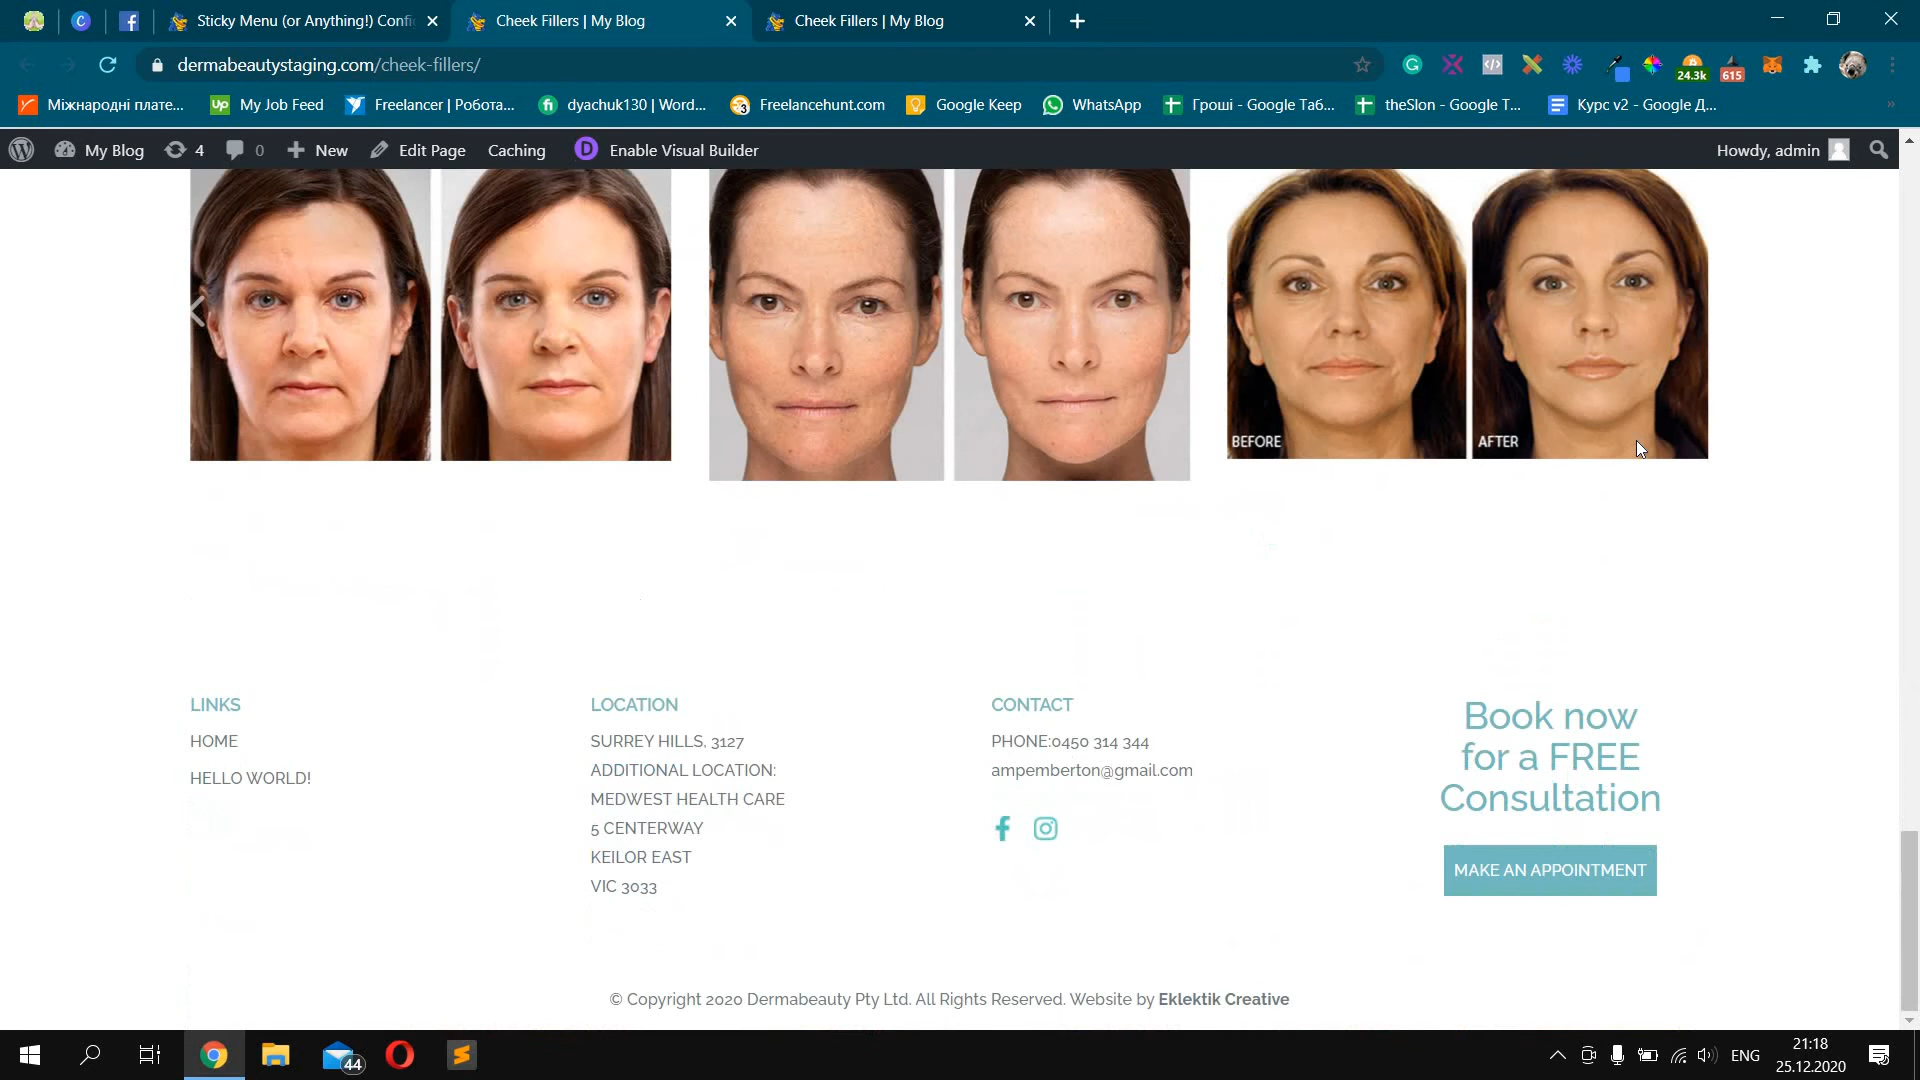 Sticky Menu (or Anything!) Confi
Cheek Fillers | My Blog
Cheek Fillers | My Blog
dermabeautystaging.com/cheek-fillers/
24.3k
615
Міжнародні плате...
My Job Feed
Freelancer | Робота...
dyachuk130 | Word...
Freelancehunt.com
Google Keep
WhatsApp
Гроші - Google Таб...
theSlon - Google Т...
Курс v2 - Google Д...
My Blog
4
0
New
Edit Page
Caching
D
Enable Visual Builder
Howdy, admin
BEFORE
AFTER
LINKS
HOME
HELLO WORLD!
LOCATION
SURREY HILLS, 3127
ADDITIONAL LOCATION:
MEDWEST HEALTH CARE
5 CENTERWAY
KEILOR EAST
VIC 3033
CONTACT
PHONE:0450 314 344
ampemberton@gmail.com
Book now
for a FREE
Consultation
MAKE AN APPOINTMENT
© Copyright 2020 Dermabeauty Pty Ltd. All Rights Reserved. Website by Eklektik Creative
44
ENG
21:18
25.12.2020